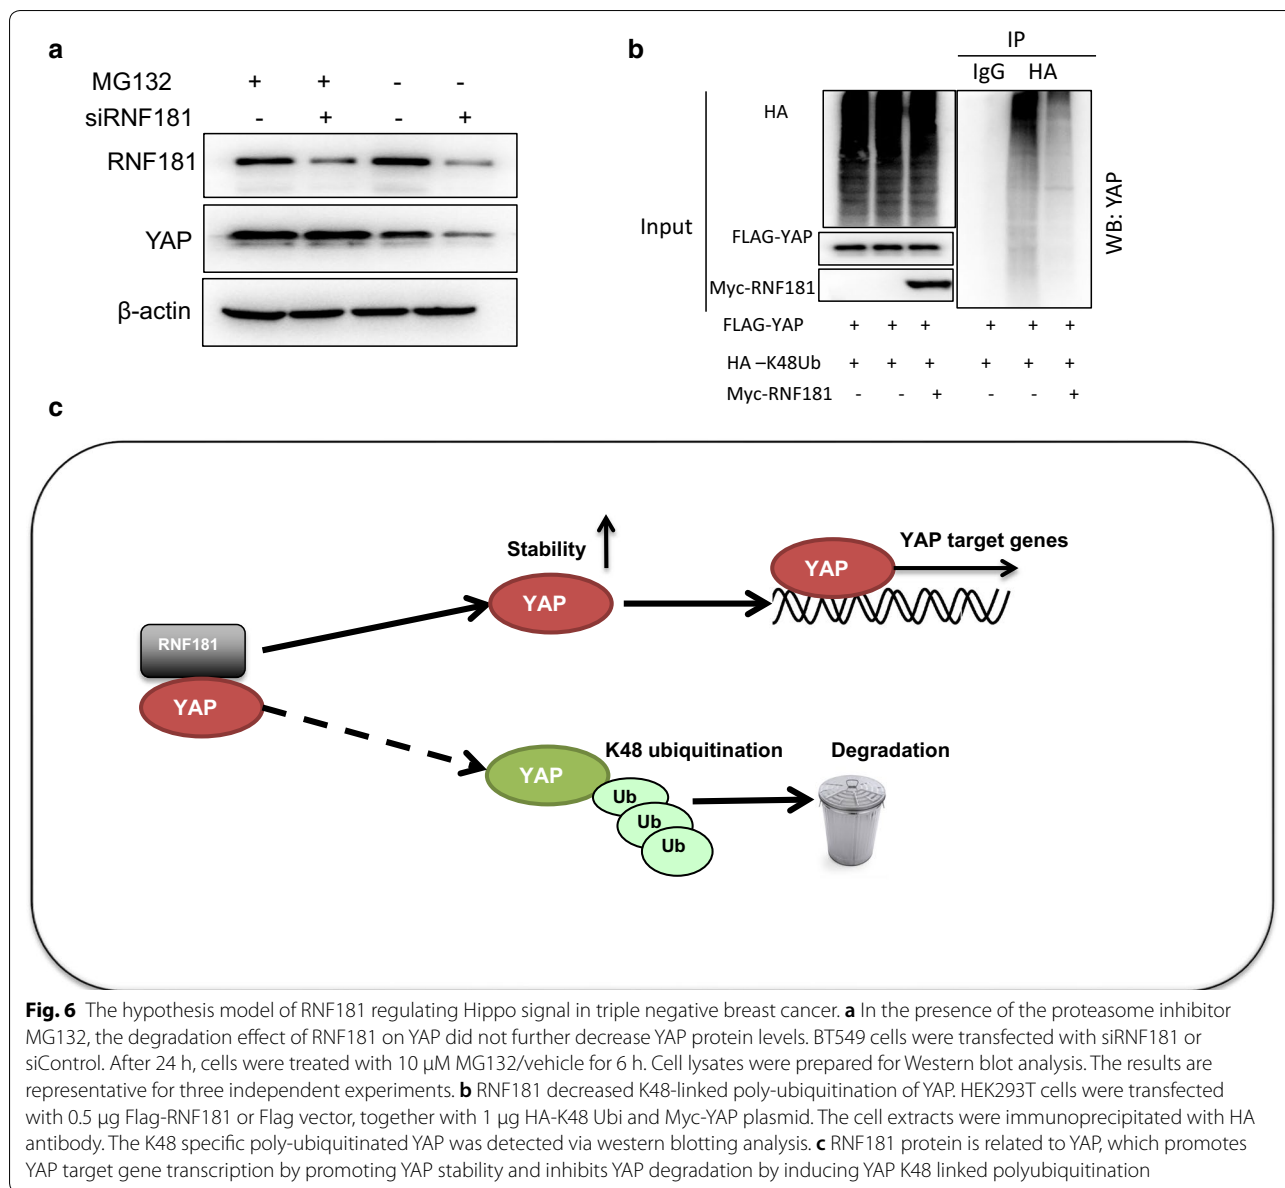 a
MG132 + + - -
siRNF181 - + - +
RNF181
YAP
β-actin
b
IP
IgG HA
HA
Input
FLAG-YAP
Myc-RNF181
WB: YAP
FLAG-YAP + + + + + +
HA –K48Ub + + + + + +
Myc-RNF181 - - + - - +
c
Stability
YAP
YAP target genes
YAP
RNF181
YAP
K48 ubiquitination
Degradation
YAP
Ub
Ub
Ub
Fig. 6 The hypothesis model of RNF181 regulating Hippo signal in triple negative breast cancer. a In the presence of the proteasome inhibitor
MG132, the degradation effect of RNF181 on YAP did not further decrease YAP protein levels. BT549 cells were transfected with siRNF181 or
siControl. After 24 h, cells were treated with 10 μM MG132/vehicle for 6 h. Cell lysates were prepared for Western blot analysis. The results are
representative for three independent experiments. b RNF181 decreased K48-linked poly-ubiquitination of YAP. HEK293T cells were transfected
with 0.5 μg Flag-RNF181 or Flag vector, together with 1 μg HA-K48 Ubi and Myc-YAP plasmid. The cell extracts were immunoprecipitated with HA
antibody. The K48 specific poly-ubiquitinated YAP was detected via western blotting analysis. c RNF181 protein is related to YAP, which promotes
YAP target gene transcription by promoting YAP stability and inhibits YAP degradation by inducing YAP K48 linked polyubiquitination